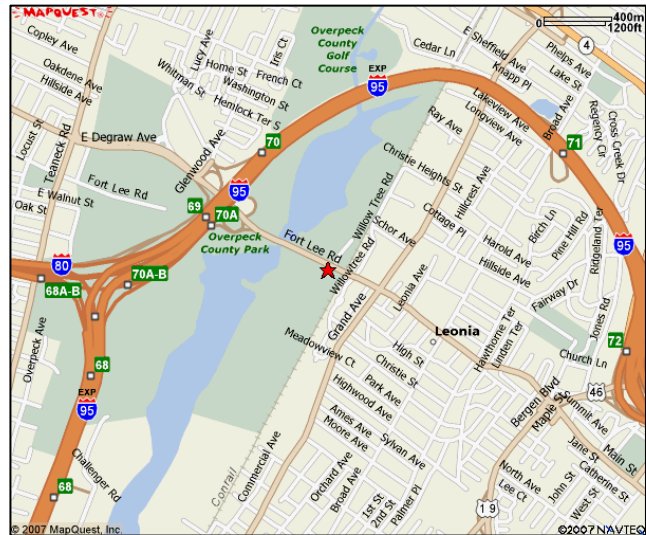 MAPQUEST
400m
1200ft
Copley Ave
Oakdene Ave
Hillside Ave
Lucy Ave
Iris Ct
Home St
French Ct
Whitman St
Washington St
Hemlock Ter S
Overpeck
County
Golf
Course
EXP
95
Cedar Ln
E Sheffield Ave
Knapp Pl
4
Phelps Ave
Lake St
Lakeview Ave
Longview Ave
Broad Ave
Regency Cir
Cross Creek Dr
71
Ray Ave
Locust St
Teaneck Rd
E Degraw Ave
Glenwood Ave
70
Christie Heights St
Fort Lee Rd
95
69
70A
E Walnut St
Oak St
Overpeck
County Park
Fort Lee Rd
Willow Tree Rd
Schor Ave
Cottage Pl
Hillcrest Ave
Harold Ave
Hillside Ave
Birch Ln
Pine Hill Rd
Ridgeland Ter
95
80
70A-B
68A-B
Willowtree Rd
Grand Ave
Leonia Ave
Fairway Dr
Jones Rd
Leonia
Hawthorne Ter
Linden Ter
72
Church Ln
Overpeck Ave
68
Meadowview Ct
High St
Christie St
Park Ave
Highwood Ave
46
EXP
95
Ames Ave
Moore Ave
Sylvan Ave
Bergen Blvd
Maple St
Summit Ave
Main St
Jane St
Catherine St
Challenger Rd
Conrail
Commercial Ave
Orchard Ave
Broad Ave
1st St
2nd St
Palmer Pl
North Ave
Lee Ct
John St
West St
1 9
68
© 2007 MapQuest, Inc.
©2007 NAVTEQ